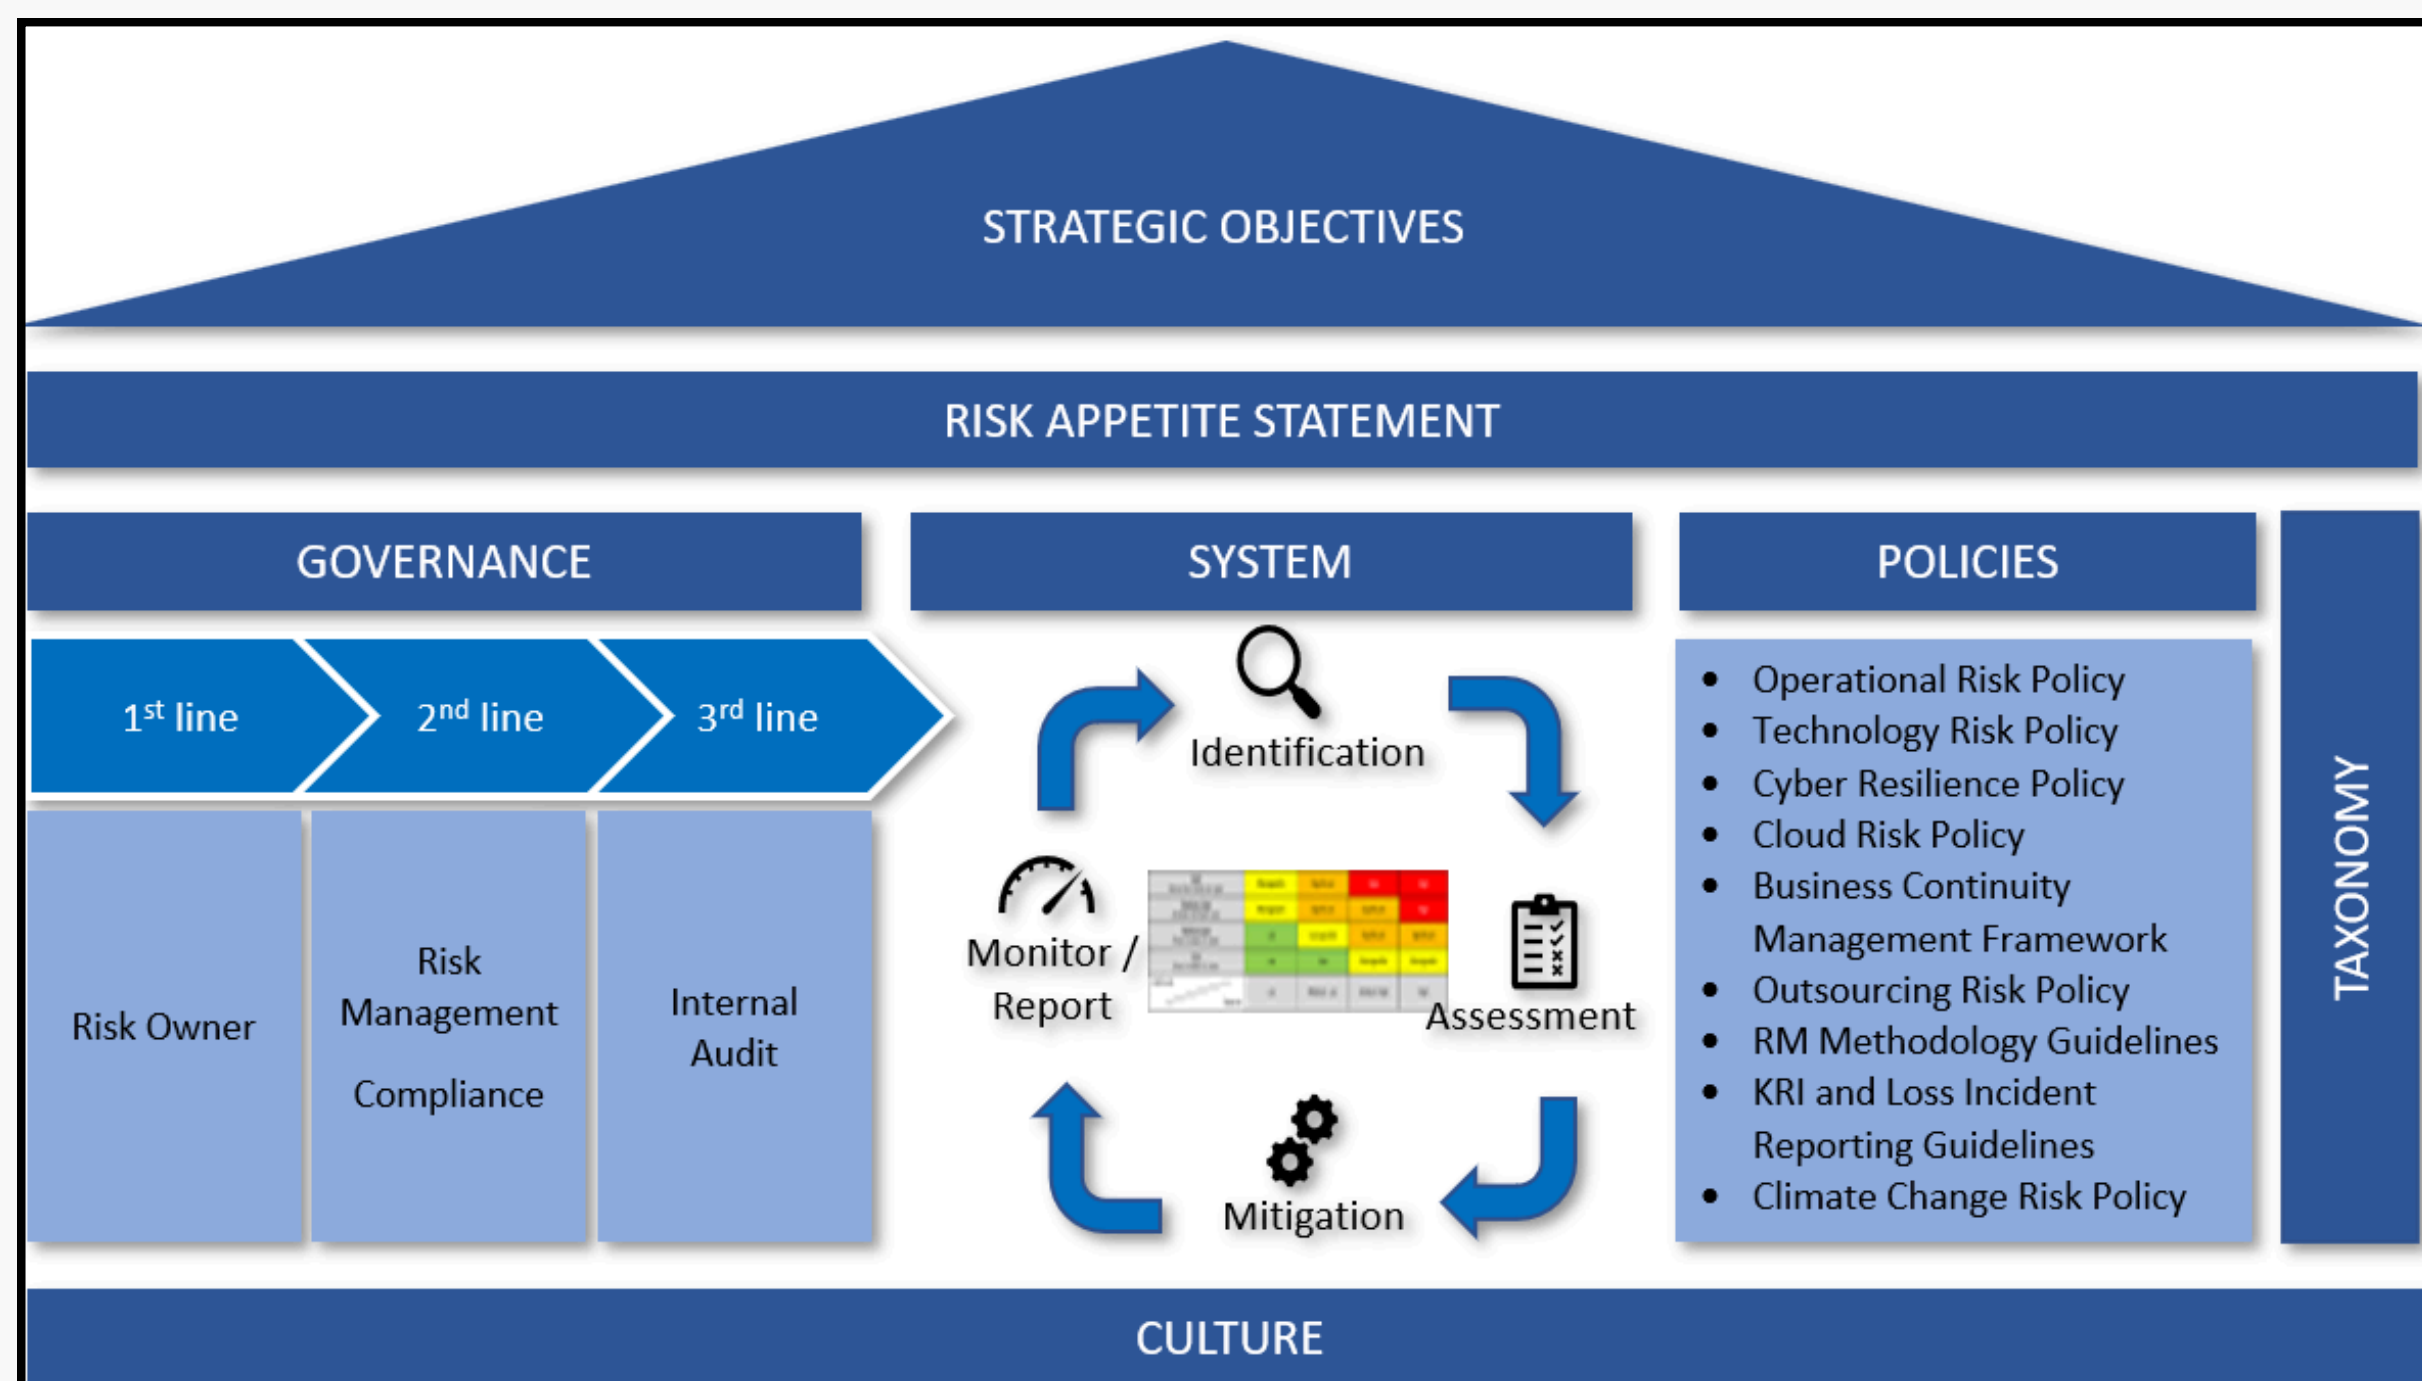 STRATEGIC OBJECTIVES
RISK APPETITE STATEMENT
GOVERNANCE
1st line
2nd line
3rd line
Risk Owner
Risk
Management
Compliance
Internal
Audit
SYSTEM
Identification
Assessment
Mitigation
Monitor /
Report
POLICIES
• Operational Risk Policy
• Technology Risk Policy
• Cyber Resilience Policy
• Cloud Risk Policy
• Business Continuity
Management Framework
• Outsourcing Risk Policy
• RM Methodology Guidelines
• KRI and Loss Incident
Reporting Guidelines
• Climate Change Risk Policy
TAXONOMY
CULTURE